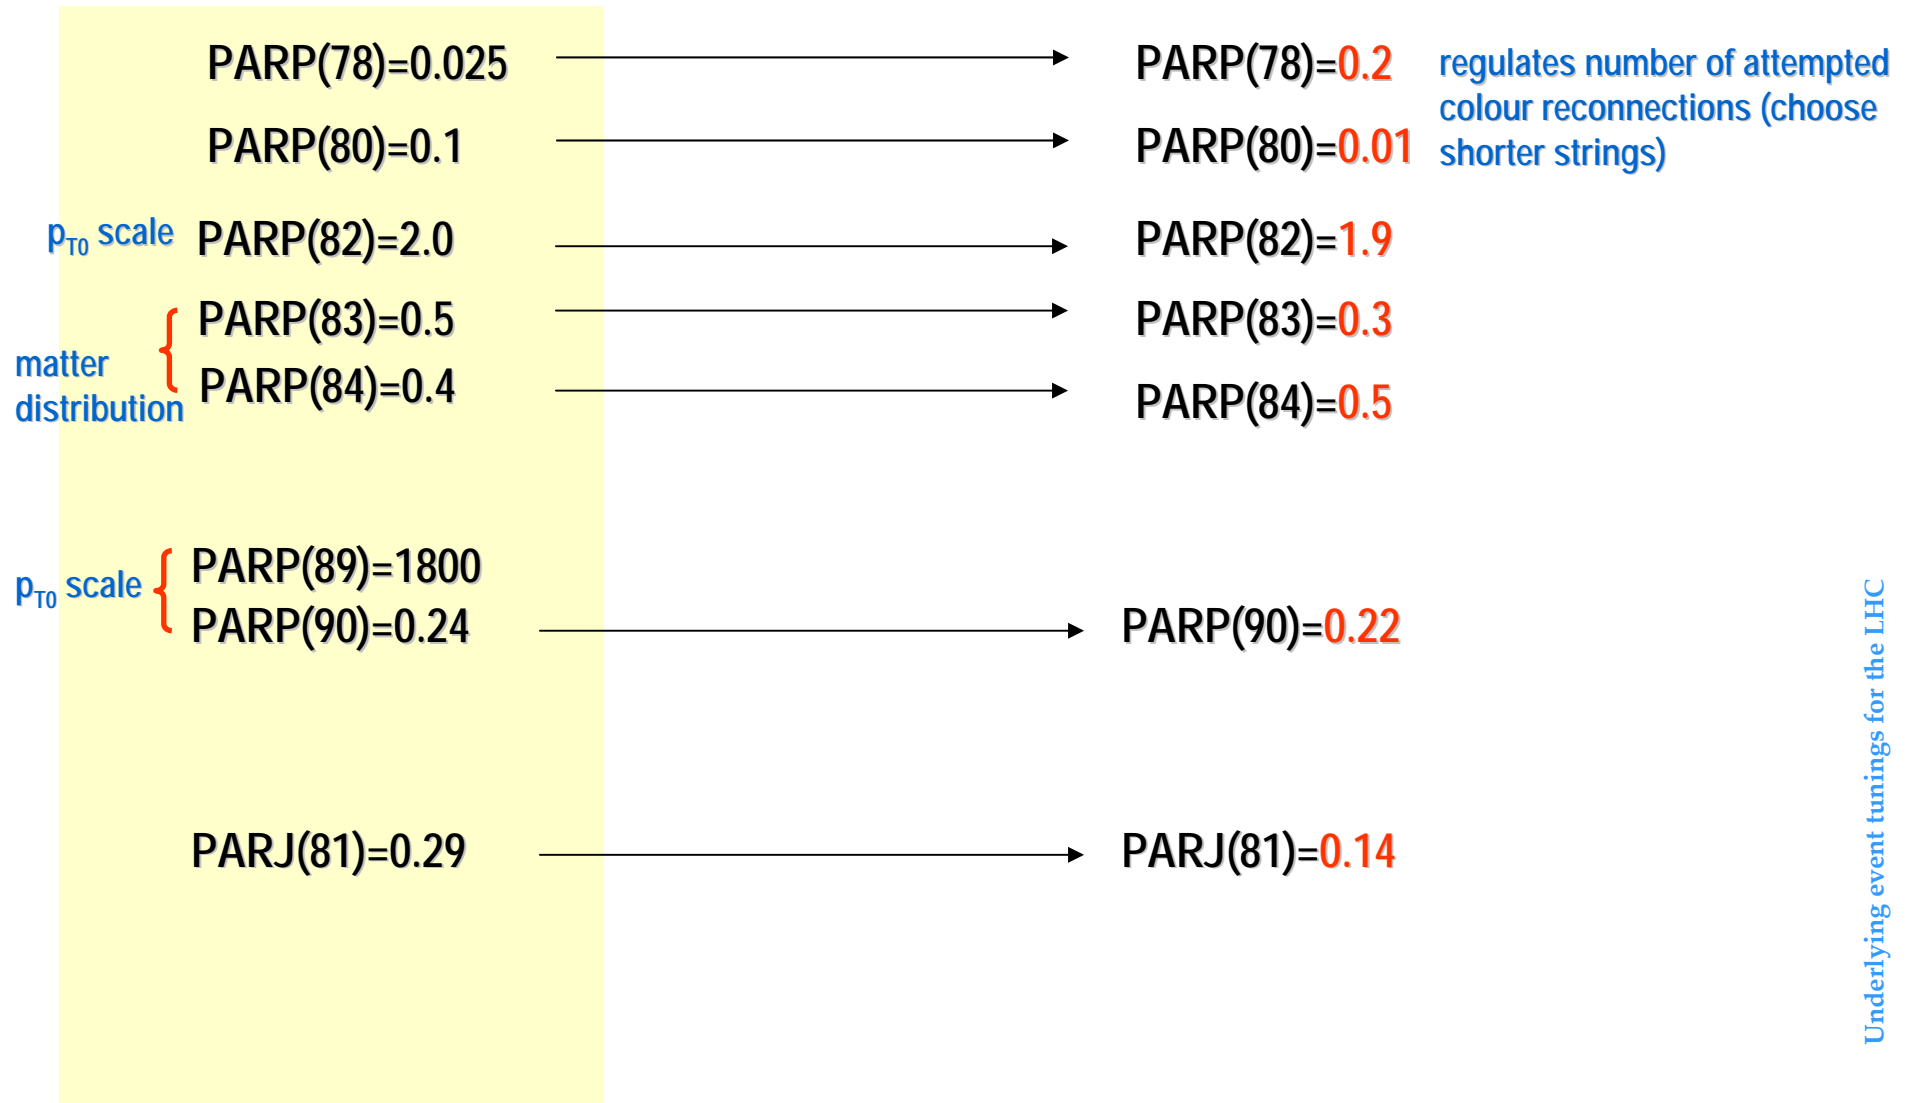 PARP(78)=0.025 PARP(78)=0.2
regulates number of attempted
colour reconnections (choose
shorter strings)
PARP(80)=0.1 PARP(80)=0.01
pT0 scale PARP(82)=2.0 PARP(82)=1.9
PARP(83)=0.5 PARP(83)=0.3
matter
distribution
PARP(84)=0.4 PARP(84)=0.5
PARP(89)=1800
pT0 scale
PARP(90)=0.24 PARP(90)=0.22
PARJ(81)=0.29 PARJ(81)=0.14
Underlying event tunings for the LHC